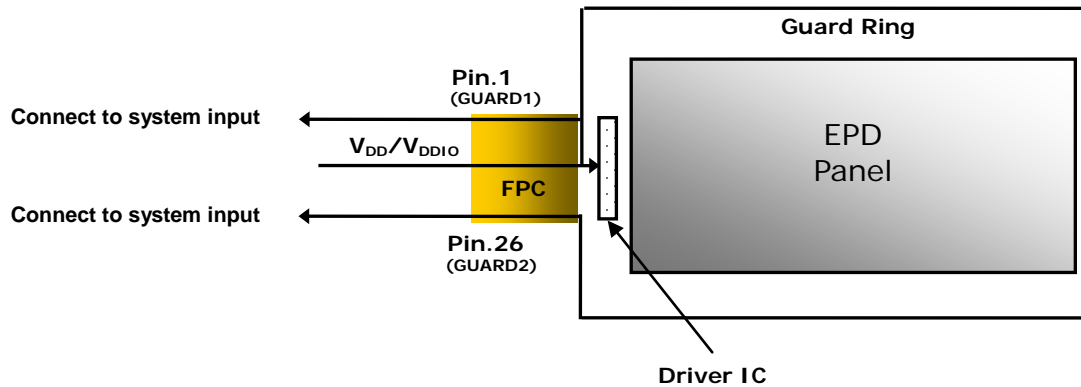 Guard Ring
Pin.1
(GUARD1)
Connect to system input
VDD/VDDIO
EPD
Panel
FPC
Connect to system input
Pin.26
(GUARD2)
Driver IC